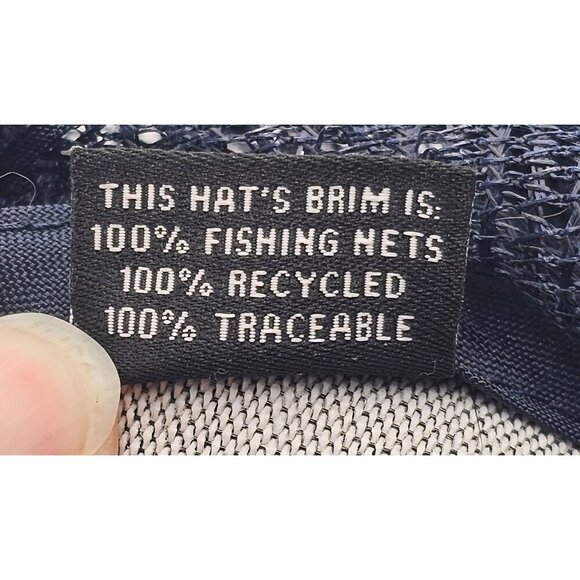 THIS HAT'S BRIM IS:
100% FISHING NETS
100% RECYCLED
100% TRACEABLE